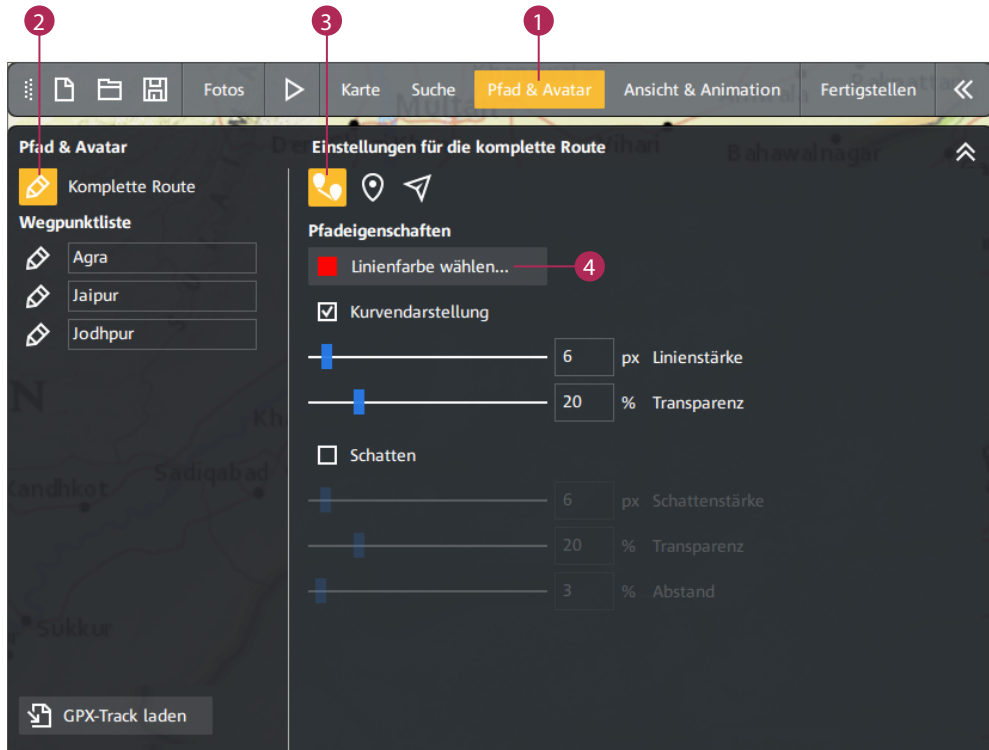 2 3 1
Fotos Karte Suche Pfad & Avatar Ansicht & Animation Fertigstellen
Multan
Vihari
Bahawalnagar
Pfad & Avatar
Komplette Route
Wegpunktliste
Agra
Jaipur
Jodhpur
Einstellungen für die komplette Route
Pfadeigenschaften
Linienfarbe wählen... 4
Kurvendarstellung
6 px Linienstärke
20 % Transparenz
Schatten
6 px Schattenstärke
20 % Transparenz
3 % Abstand
N
Sadiqabad
Kandhkot
Sukkur
GPX-Track laden